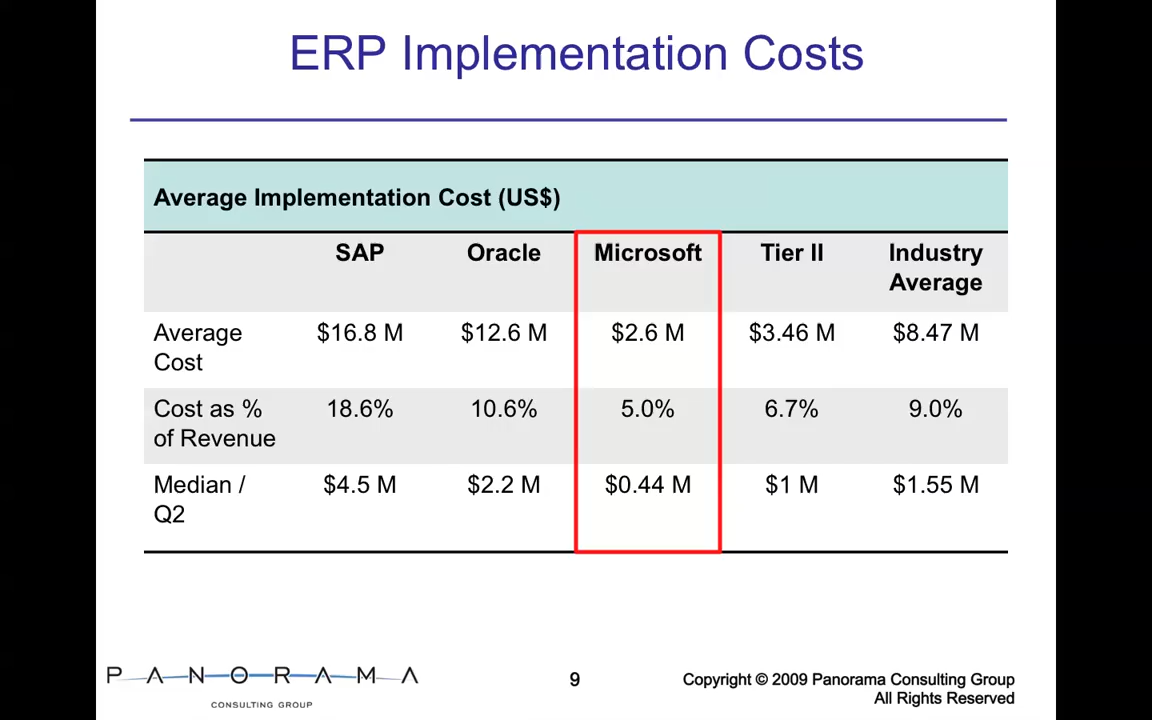 ERP Implementation Costs
Average Implementation Cost (US$)
SAP Oracle Microsoft Tier II Industry Average
Average Cost $16.8 M $12.6 M $2.6 M $3.46 M $8.47 M
Cost as % of Revenue 18.6% 10.6% 5.0% 6.7% 9.0%
Median / Q2 $4.5 M $2.2 M $0.44 M $1 M $1.55 M
PANORAMA
CONSULTING GROUP
9
Copyright © 2009 Panorama Consulting Group
All Rights Reserved